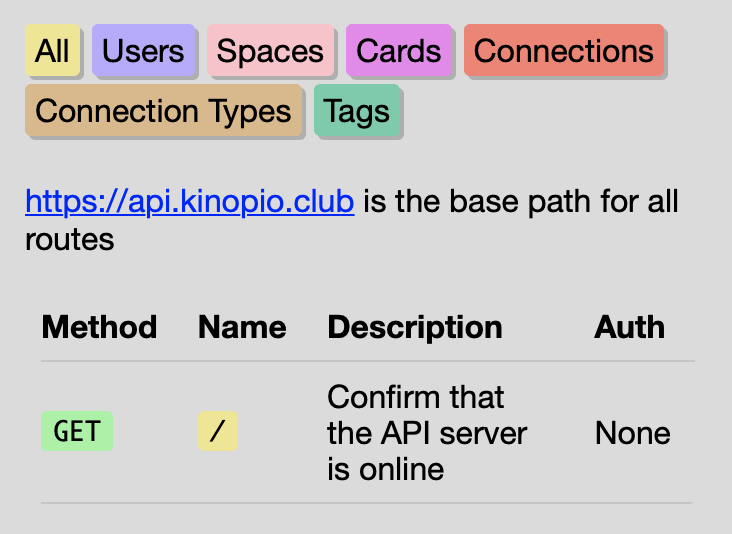 All Users Spaces Cards Connections
Connection Types Tags
https://api.kinopio.club is the base path for all
routes
Method Name Description Auth
GET / Confirm that
the API server
is online None